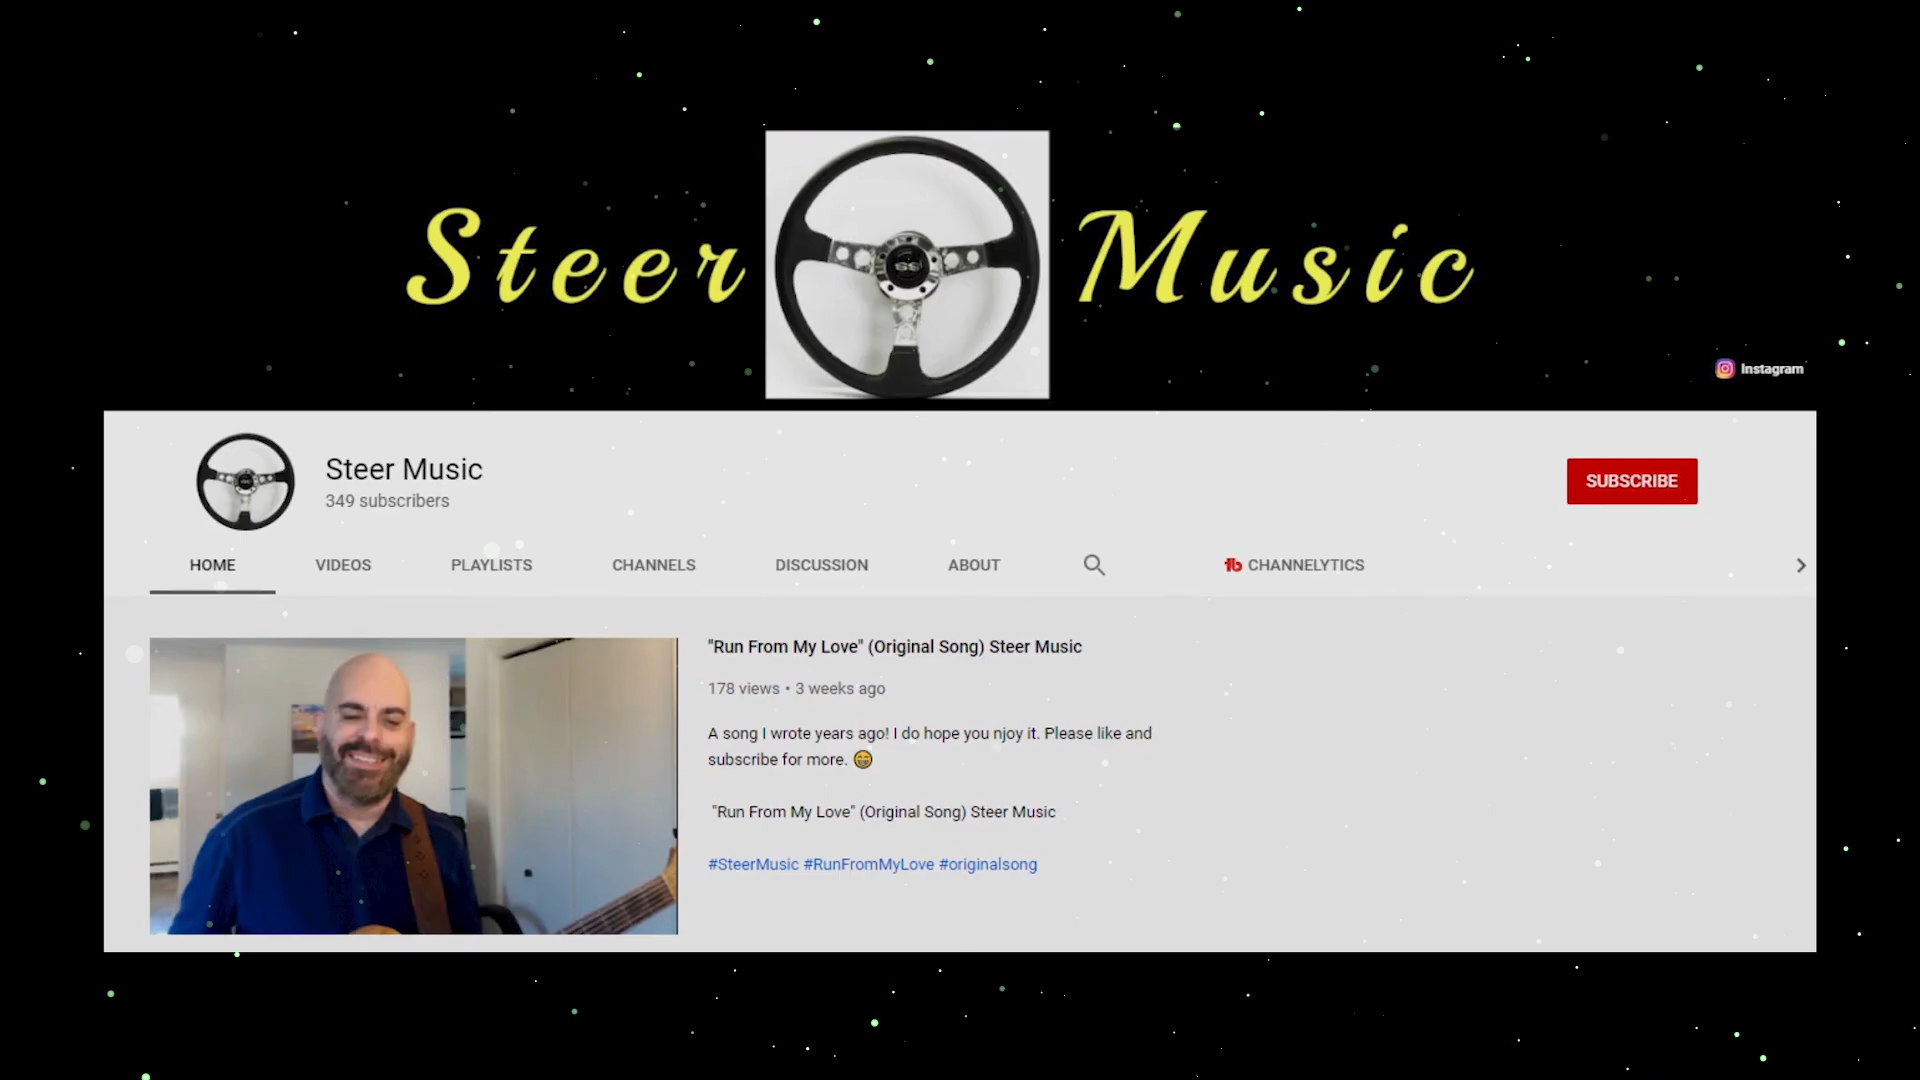 Steer Music
SS
Instagram
Steer Music
349 subscribers
SUBSCRIBE
HOME VIDEOS PLAYLISTS CHANNELS DISCUSSION ABOUT CHANNELYTICS
"Run From My Love" (Original Song) Steer Music
178 views • 3 weeks ago
A song I wrote years ago! I do hope you njoy it. Please like and
subscribe for more. 😁
"Run From My Love" (Original Song) Steer Music
#SteerMusic #RunFromMyLove #originalsong